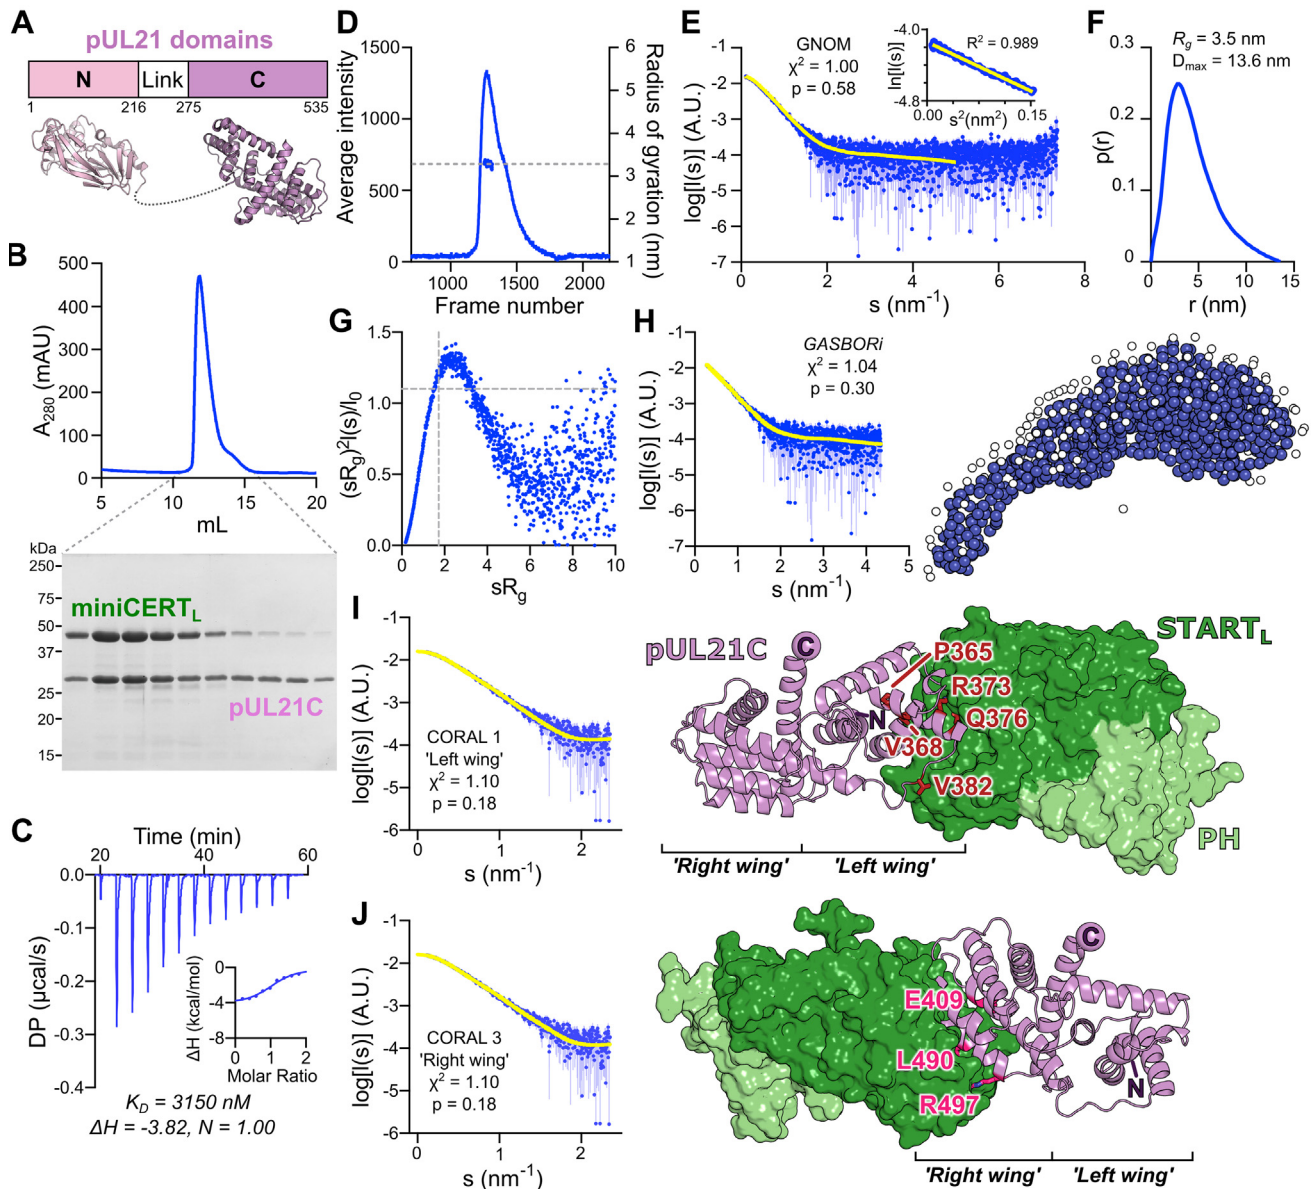 A
pUL21 domains
N
Link
C
1
216
275
535
B
A280 (mAU)
500
400
300
200
100
0
5
10
15
20
mL
kDa
250
75
50
37
25
20
15
miniCERTL
pUL21C
C
Time (min)
20
40
60
0.0
-0.1
-0.2
-0.3
-0.4
DP (µcal/s)
ΔH (kcal/mol)
0
-4
-8
0
1
2
Molar Ratio
KD = 3150 nM
ΔH = -3.82, N = 1.00
D
Average intensity
1500
1000
750
500
250
0
Radius of gyration (nm)
6
5
4
3
2
1
1000
1500
2000
Frame number
E
log[I(s)] (A.U.)
-1
-2
-3
-4
-5
-6
-7
GNOM
χ² = 1.00
p = 0.58
-4.0
-4.8
ln[I(s)]
R² = 0.989
0.00
0.15
s²(nm²)
0
2
4
6
8
s (nm⁻¹)
F
Rg = 3.5 nm
Dmax = 13.6 nm
p(r)
0.3
0.2
0.1
0
0
5
10
15
r (nm)
G
(sRg)²I(s)/I0
1.5
1.0
0.5
0.0
0
2
4
6
8
10
sRg
H
log[I(s)] (A.U.)
-1
-2
-3
-4
-5
-6
-7
GASBORi
χ² = 1.04
p = 0.30
0
1
2
3
4
5
s (nm⁻¹)
I
log[I(s)] (A.U.)
-1
-2
-3
-4
-5
-6
CORAL 1
'Left wing'
χ² = 1.10
p = 0.18
0
1
2
s (nm⁻¹)
pUL21C
C
N
P365
R373
Q376
V368
V382
STARTL
PH
'Right wing'
'Left wing'
J
log[I(s)] (A.U.)
-1
-2
-3
-4
-5
-6
CORAL 3
'Right wing'
χ² = 1.10
p = 0.18
0
1
2
s (nm⁻¹)
C
E409
L490
R497
N
'Right wing'
'Left wing'